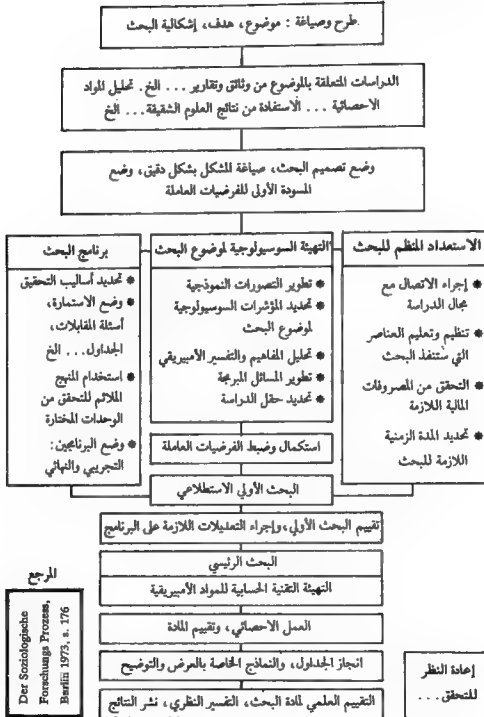 طرح وصياغة : موضوع، هدف، إشكالية البحث
الدراسات المتعلقة بالموضوع من وثائق وتقارير ... الخ. تحليل المواد
الاحصائية ... الاستفادة من نتائج العلوم الشقيقة... الخ
وضع تصميم البحث، صياغة للمشكل بشكل دقيق، وضع
المسودة الأولى للفرضيات العاملة
الاستعداد المنظم للبحث
* إجراء الاتصال مع
مجال الدراسة
* تنظيم وتعليم العناصر
التي ستنفذ البحث
* التحقق من المصروفات
المالية اللازمة
* تحديد المدة الزمنية
اللازمة للبحث
التهيئة السوسيولوجية لموضوع البحث
* تطوير التصورات النموذجية
* تحديد المؤشرات السوسيولوجية
لموضوع البحث
* تحليل المفاهيم والتفسير الأمبيريقي
* تطوير المسائل المبرمجة
* تحديد حقل الدراسة
برنامج البحث
* تحديد أساليب التحقيق
* وضع الاستمارة،
أسئلة المقابلات،
الجداول... الخ
* استخدام المنهج
الملائم للتحقق من
الوحدات المختارة
* وضع البرنامجين:
التجريبي والنهائي
استكمال وضبط الفرضيات العاملة
البحث الأولي الاستطلاعي
تقييم البحث الأولي، وإجراء التعديلات اللازمة على البرنامج
البحث الرئيسي
التهيئة التقنية الحسابية للمواد الأمبيريقية
العمل الاحصائي، وتقييم المادة
انجاز الجداول، والنماذج الخاصة بالعرض والتوضيح
التقييم العلمي لمادة البحث، التفسير النظري، نشر النتائج
إعادة النظر
للتحقق ...
المرجع
Der Soziologische
Forschungs Prozess,
Berlin 1973, s. 176